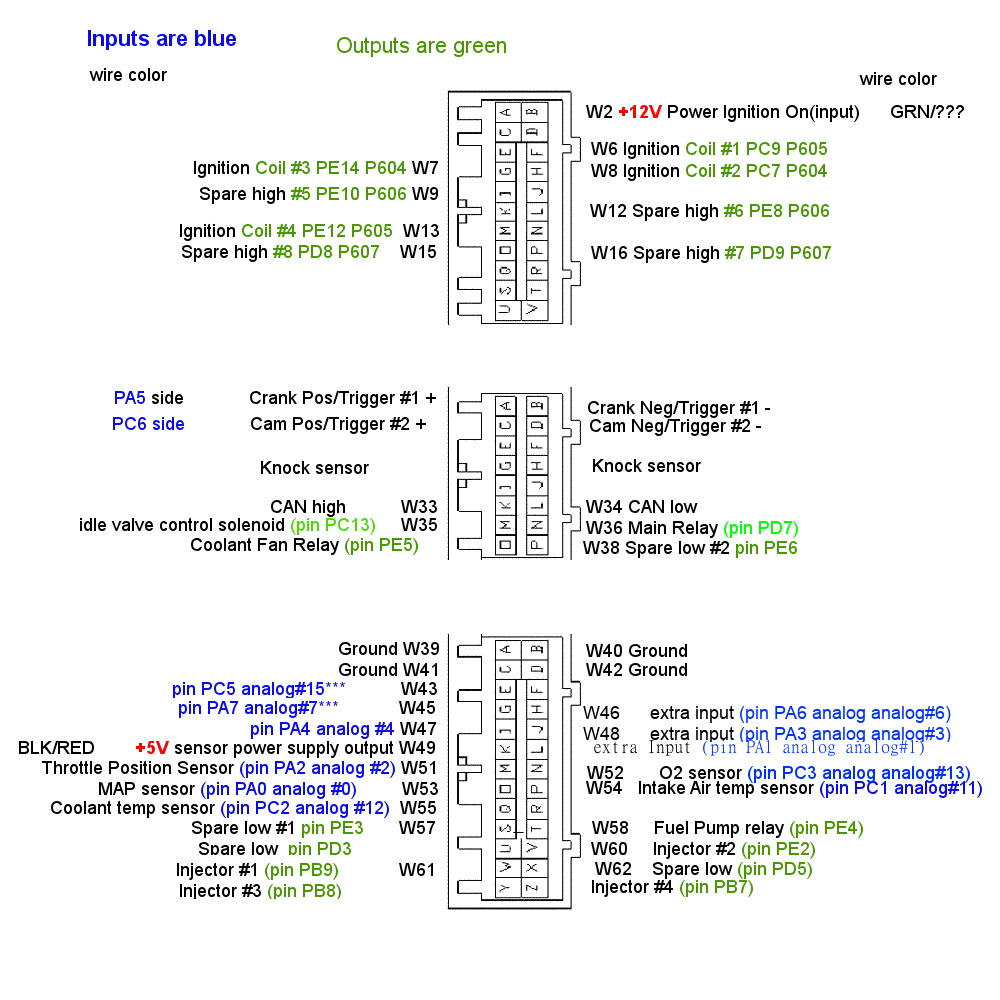 Inputs are blue
Outputs are green
wire color
wire color
A B
C D
E F
G H
I J
K L
M N
O P
Q R
S T
U V
W2 +12V Power Ignition On(input) GRN/???
W6 Ignition Coil #1 PC9 P605
Ignition Coil #3 PE14 P604 W7
W8 Ignition Coil #2 PC7 P604
Spare high #5 PE10 P606 W9
W12 Spare high #6 PE8 P606
Ignition Coil #4 PE12 P605 W13
Spare high #8 PD8 P607 W15
W16 Spare high #7 PD9 P607
A B
C D
E F
G H
I J
K L
M N
O P
PA5 side Crank Pos/Trigger #1 +
Crank Neg/Trigger #1 -
PC6 side Cam Pos/Trigger #2 +
Cam Neg/Trigger #2 -
Knock sensor
Knock sensor
CAN high W33
W34 CAN low
idle valve control solenoid (pin PC13) W35
W36 Main Relay (pin PD7)
Coolant Fan Relay (pin PE5)
W38 Spare low #2 pin PE6
A B
C D
E F
G H
I J
K L
M N
O P
Q R
S T
U V
W X
Y Z
Ground W39
W40 Ground
Ground W41
W42 Ground
pin PC5 analog#15*** W43
pin PA7 analog#7*** W45
W46 extra input (pin PA6 analog analog#6)
pin PA4 analog #4 W47
W48 extra input (pin PA3 analog analog#3)
BLK/RED +5V sensor power supply output W49
extra Input (pin PA1 analog analog#1)
Throttle Position Sensor (pin PA2 analog #2) W51
W52 O2 sensor (pin PC3 analog analog#13)
MAP sensor (pin PA0 analog #0) W53
W54 Intake Air temp sensor (pin PC1 analog#11)
Coolant temp sensor (pin PC2 analog #12) W55
Spare low #1 pin PE3 W57
W58 Fuel Pump relay (pin PE4)
Spare low pin PD3
W60 Injector #2 (pin PE2)
Injector #1 (pin PB9) W61
W62 Spare low (pin PD5)
Injector #3 (pin PB8)
Injector #4 (pin PB7)